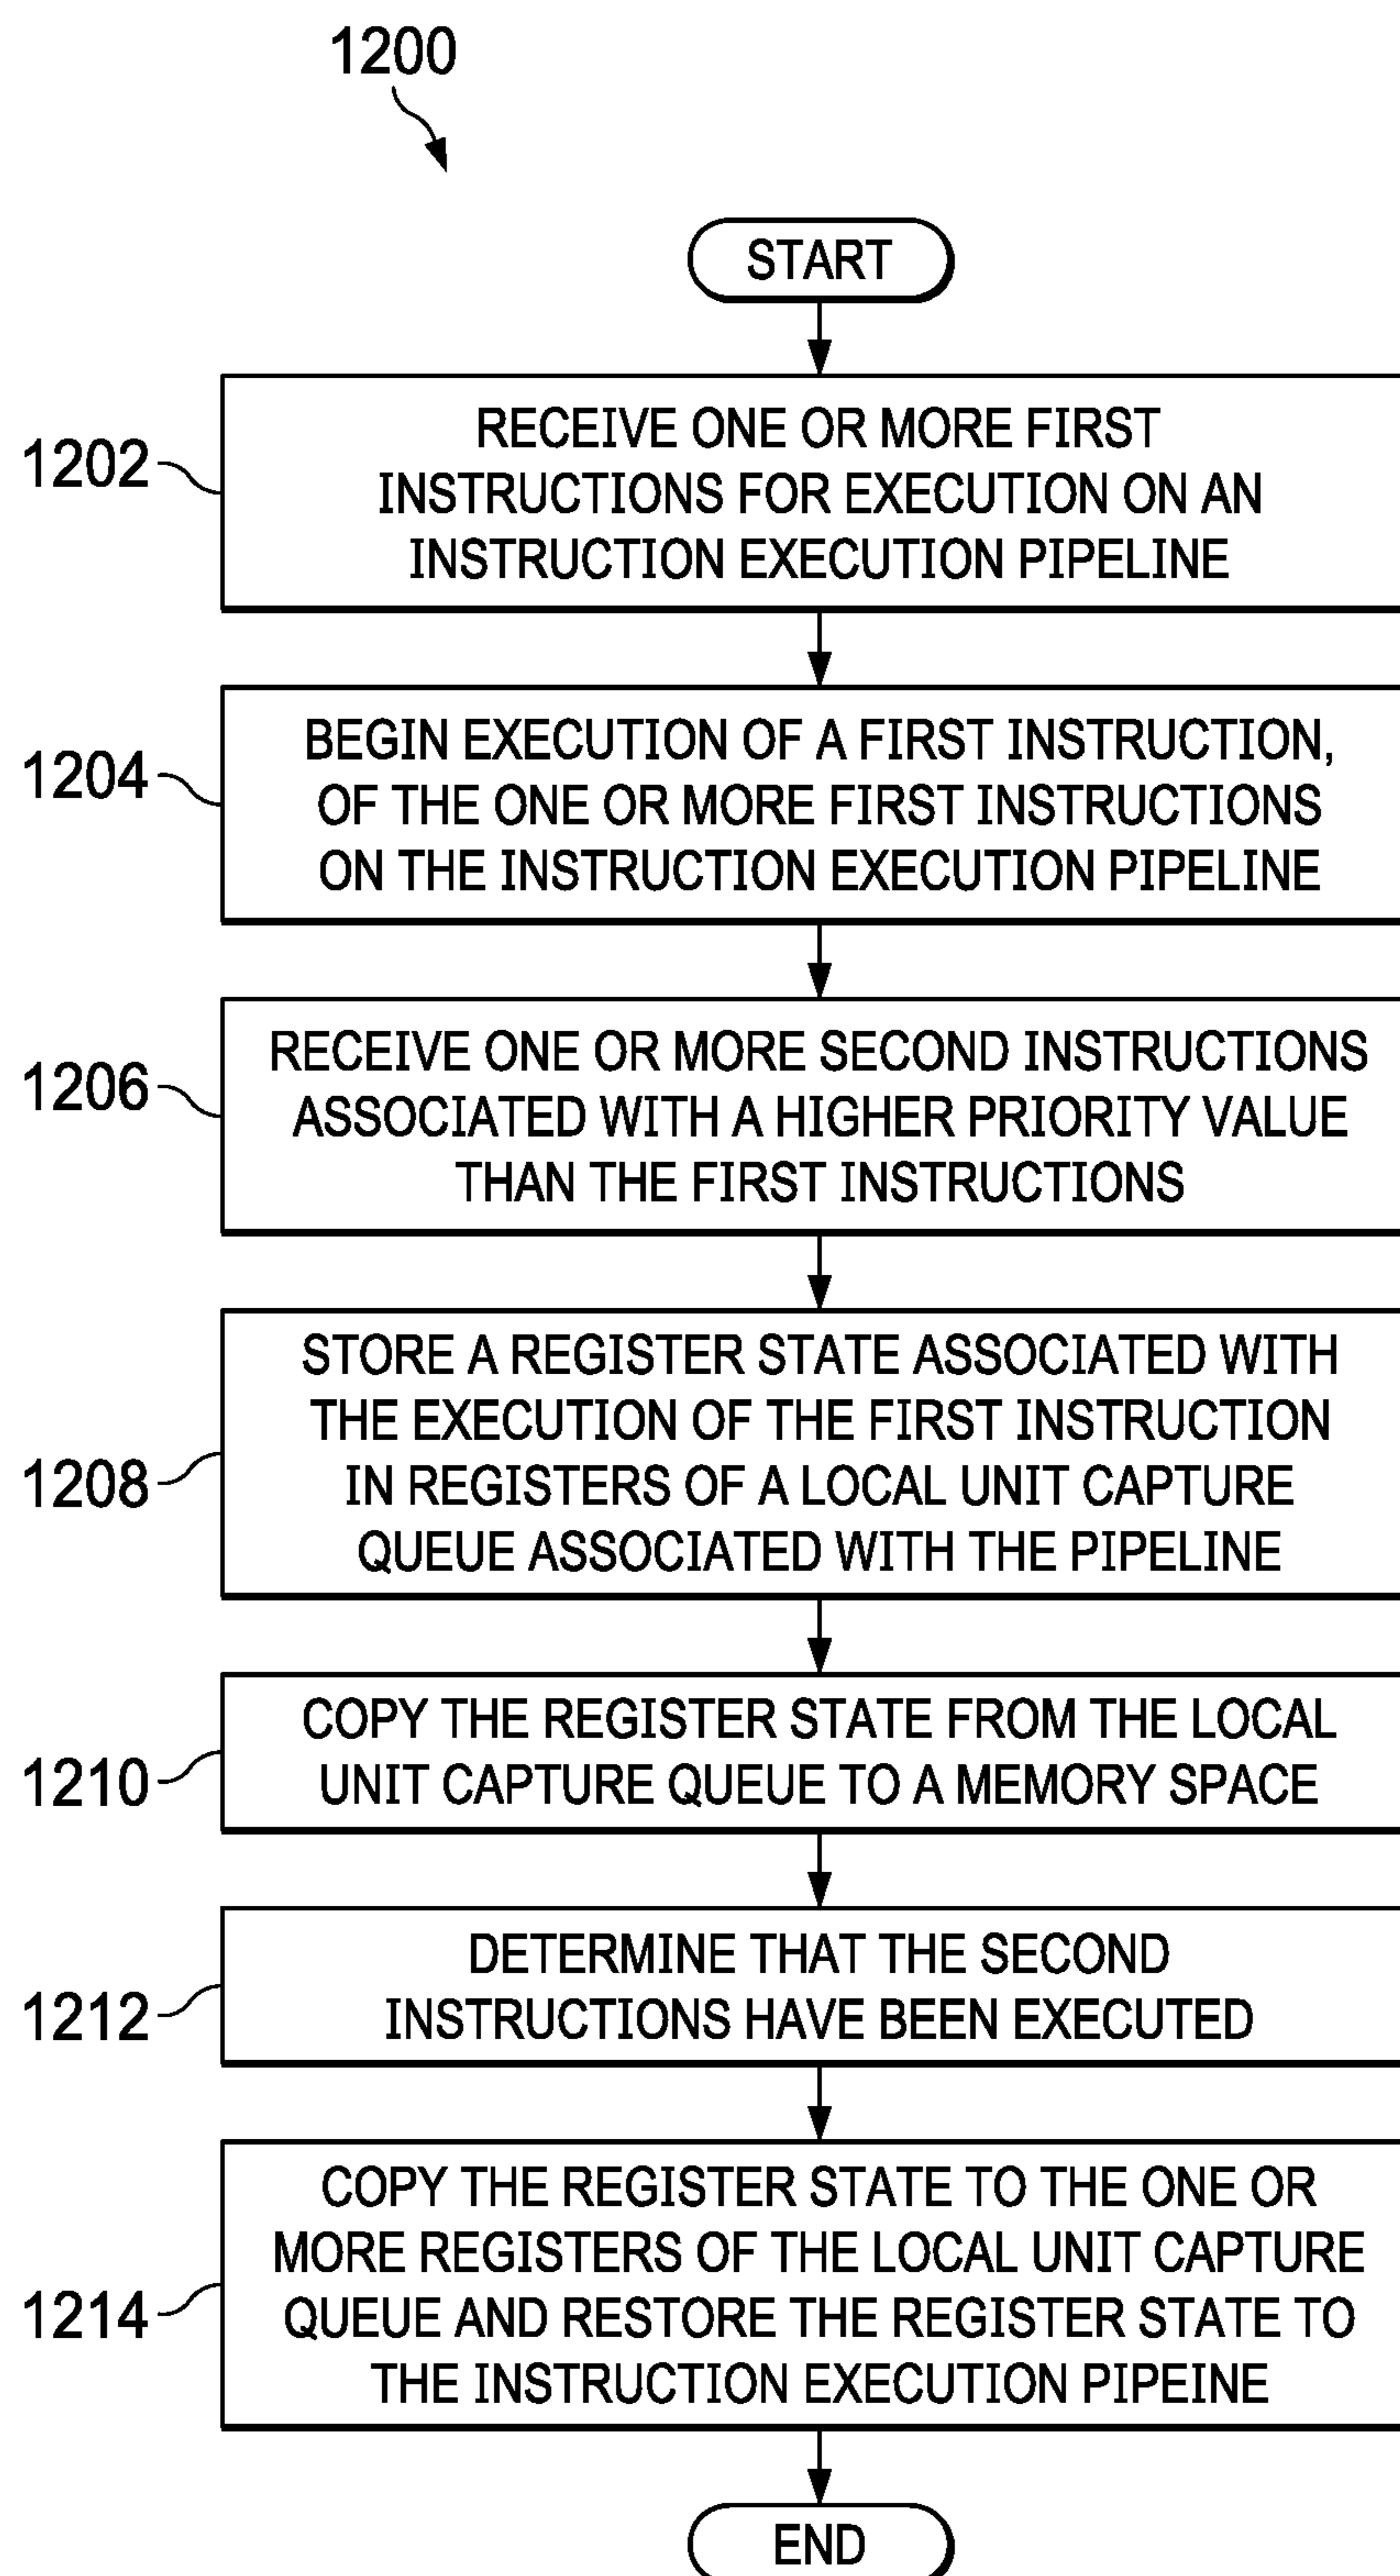 1200
START
1202
RECEIVE ONE OR MORE FIRST
INSTRUCTIONS FOR EXECUTION ON AN
INSTRUCTION EXECUTION PIPELINE
1204
BEGIN EXECUTION OF A FIRST INSTRUCTION,
OF THE ONE OR MORE FIRST INSTRUCTIONS
ON THE INSTRUCTION EXECUTION PIPELINE
1206
RECEIVE ONE OR MORE SECOND INSTRUCTIONS
ASSOCIATED WITH A HIGHER PRIORITY VALUE
THAN THE FIRST INSTRUCTIONS
1208
STORE A REGISTER STATE ASSOCIATED WITH
THE EXECUTION OF THE FIRST INSTRUCTION
IN REGISTERS OF A LOCAL UNIT CAPTURE
QUEUE ASSOCIATED WITH THE PIPELINE
1210
COPY THE REGISTER STATE FROM THE LOCAL
UNIT CAPTURE QUEUE TO A MEMORY SPACE
1212
DETERMINE THAT THE SECOND
INSTRUCTIONS HAVE BEEN EXECUTED
1214
COPY THE REGISTER STATE TO THE ONE OR
MORE REGISTERS OF THE LOCAL UNIT CAPTURE
QUEUE AND RESTORE THE REGISTER STATE TO
THE INSTRUCTION EXECUTION PIPEINE
END